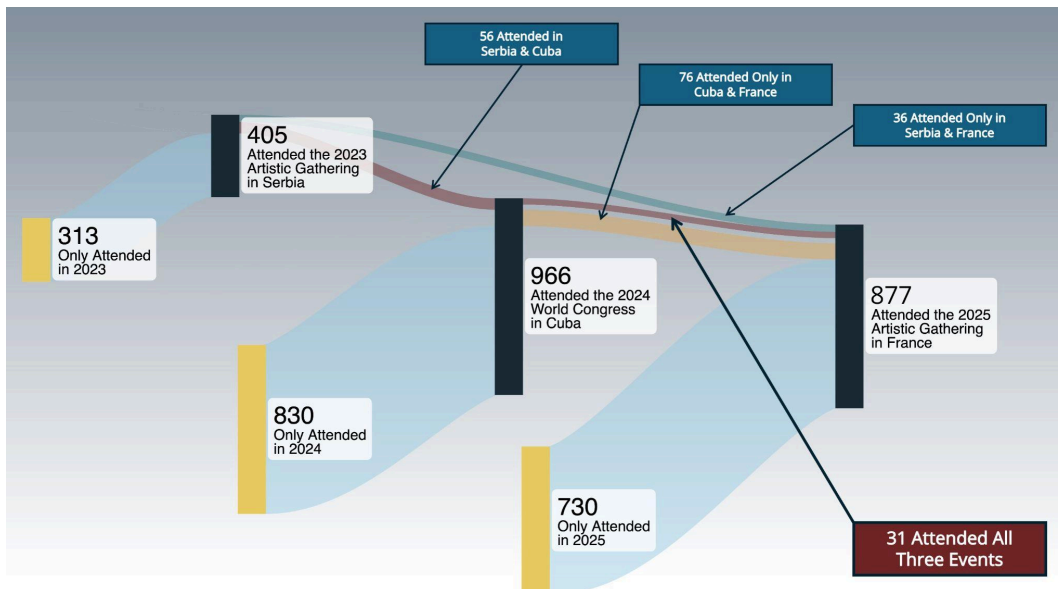 56 Attended in
Serbia & Cuba
76 Attended Only in
Cuba & France
36 Attended Only in
Serbia & France
405
Attended the 2023
Artistic Gathering
in Serbia
313
Only Attended
in 2023
966
Attended the 2024
World Congress
in Cuba
877
Attended the 2025
Artistic Gathering
in France
830
Only Attended
in 2024
730
Only Attended
in 2025
31 Attended All
Three Events